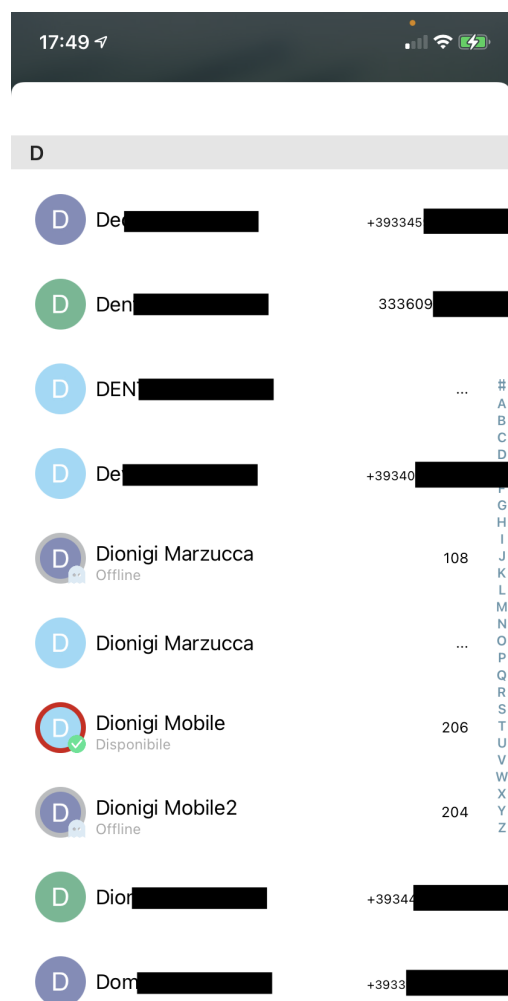 17:49
D
D De +393345
D Den 333609
D DEN ...
D De +39340
D Dionigi Marzucca 108
Offline
D Dionigi Marzucca ...
D Dionigi Mobile 206
Disponibile
D Dionigi Mobile2 204
Offline
D Dion +39344
D Dom +3933
#
A
B
C
D
F
G
H
I
J
K
L
M
N
O
P
Q
R
S
T
U
V
W
X
Y
Z